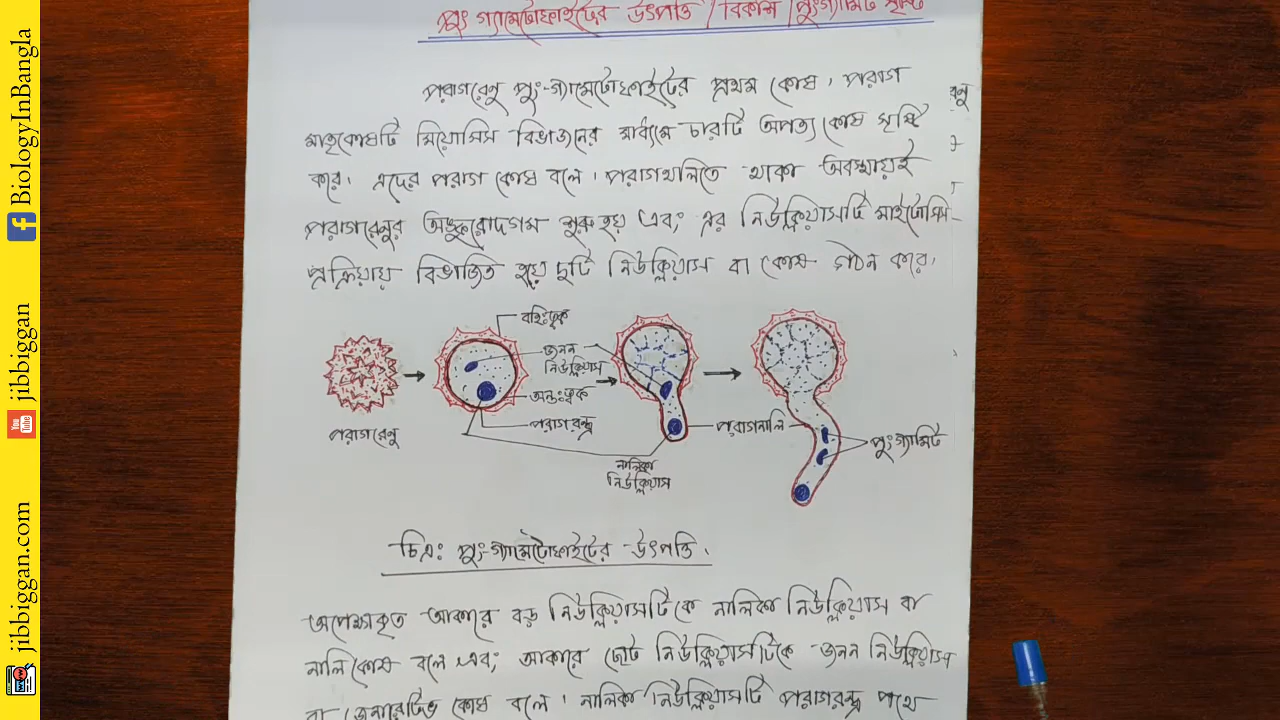 পুং গ্যামেটোফাইটের উৎপত্তি / বিকাশ / পুংগ্যামিট সৃষ্টি
পরাগরেনু পুং-গ্যামেটোফাইটের প্রথম কোষ। পরাগ
রেনু
মাতৃকোষটি মিয়োসিস বিভাজনের মাধ্যমে চারটি অপত্য কোষ সৃষ্টি
করে। এদের পরাগ কোষ বলে। পরাগথলিতে থাকা অবস্থায়ই
পরাগরেনুর অঙ্কুরোদগম শুরু হয় এবং এর নিউক্লিয়াসটি মাইটোসিস
প্রক্রিয়ায় বিভাজিত হয়ে দুটি নিউক্লিয়াস বা কোষ গঠন করে।
বহিঃত্বক
জনন
নিউক্লিয়াস
অন্তঃত্বক
পরাগরন্ধ্র
পরাগরেনু
নালিকা
নিউক্লিয়াস
পরাগনালি
পুংগ্যামিট
চিত্র: পুং-গ্যামেটোফাইটের উৎপত্তি।
অপেক্ষাকৃত আকারে বড় নিউক্লিয়াসটিকে নালিকা নিউক্লিয়াস বা
নালিকোষ বলে এবং আকারে ছোট নিউক্লিয়াসটিকে জনন নিউক্লিয়াস
বা জেনারেটিভ কোষ বলে। নালিকা নিউক্লিয়াসটি পরাগরন্ধ্র পথে
BiologyInBangla
jibbiggan
jibbiggan.com